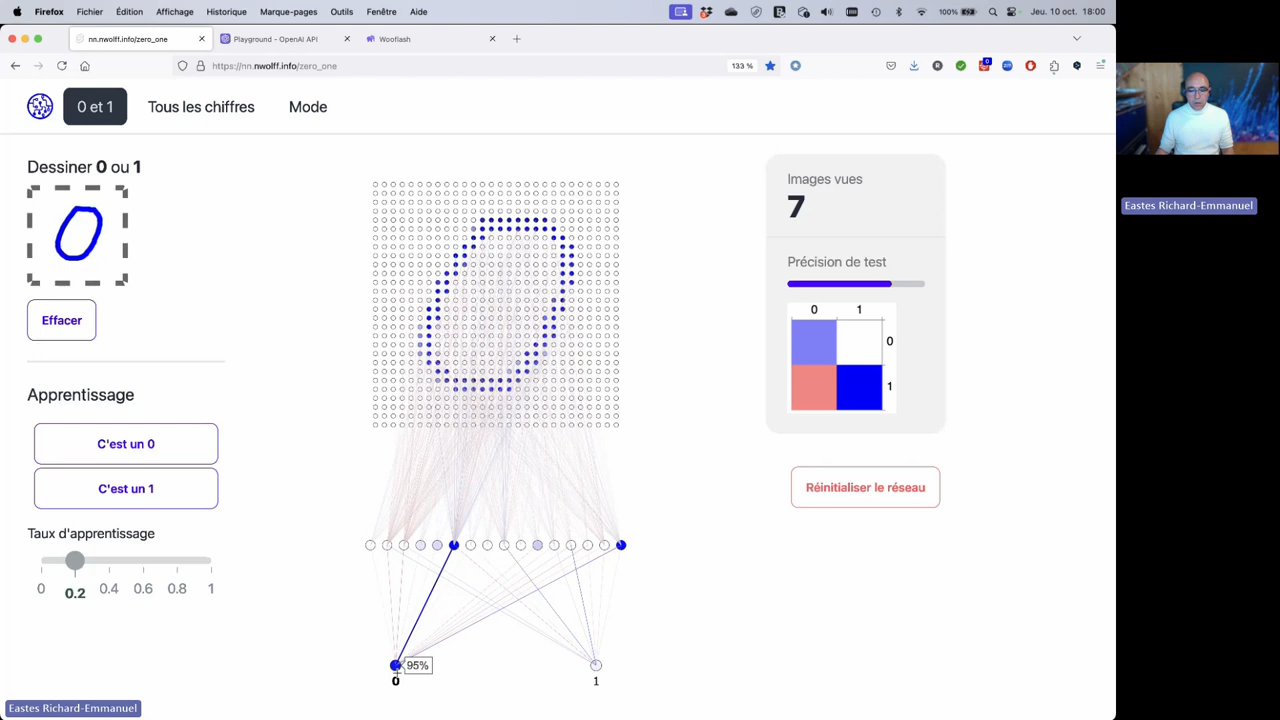 Firefox Fichier Édition Affichage Historique Marque-pages Outils Fenêtre Aide 100% Jeu. 10 oct. 18:00
nn.nwolff.info/zero_one Playground - OpenAI API Wooflash
https://nn.nwolff.info/zero_one 133 % 0
0 et 1 Tous les chiffres Mode
Dessiner 0 ou 1
0
Effacer
Apprentissage
C'est un 0
C'est un 1
Taux d'apprentissage
0 0.2 0.4 0.6 0.8 1
95%
0 1
Images vues
7
Précision de test
0 1
0
1
Réinitialiser le réseau
Eastes Richard-Emmanuel
Eastes Richard-Emmanuel